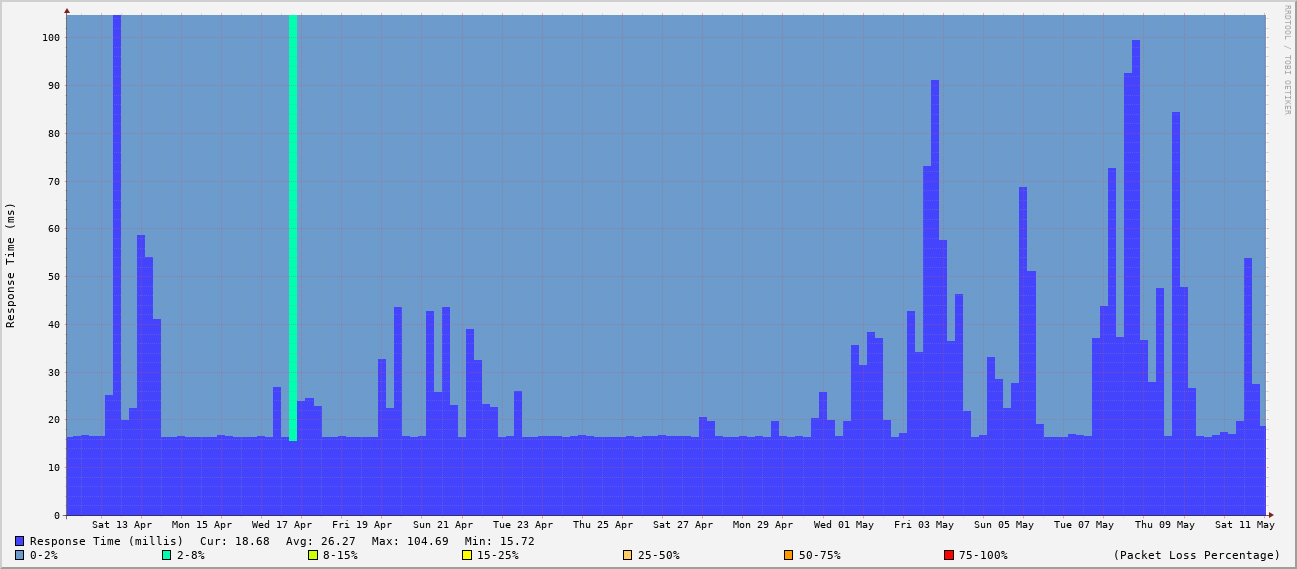 RRDTOOL / TOBI OETIKER
Response Time (ms)
100
90
80
70
60
50
40
30
20
10
0
Sat 13 Apr Mon 15 Apr Wed 17 Apr Fri 19 Apr Sun 21 Apr Tue 23 Apr Thu 25 Apr Sat 27 Apr Mon 29 Apr Wed 01 May Fri 03 May Sun 05 May Tue 07 May Thu 09 May Sat 11 May
Response Time (millis) Cur: 18.68 Avg: 26.27 Max: 104.69 Min: 15.72
0-2% 2-8% 8-15% 15-25% 25-50% 50-75% 75-100% (Packet Loss Percentage)